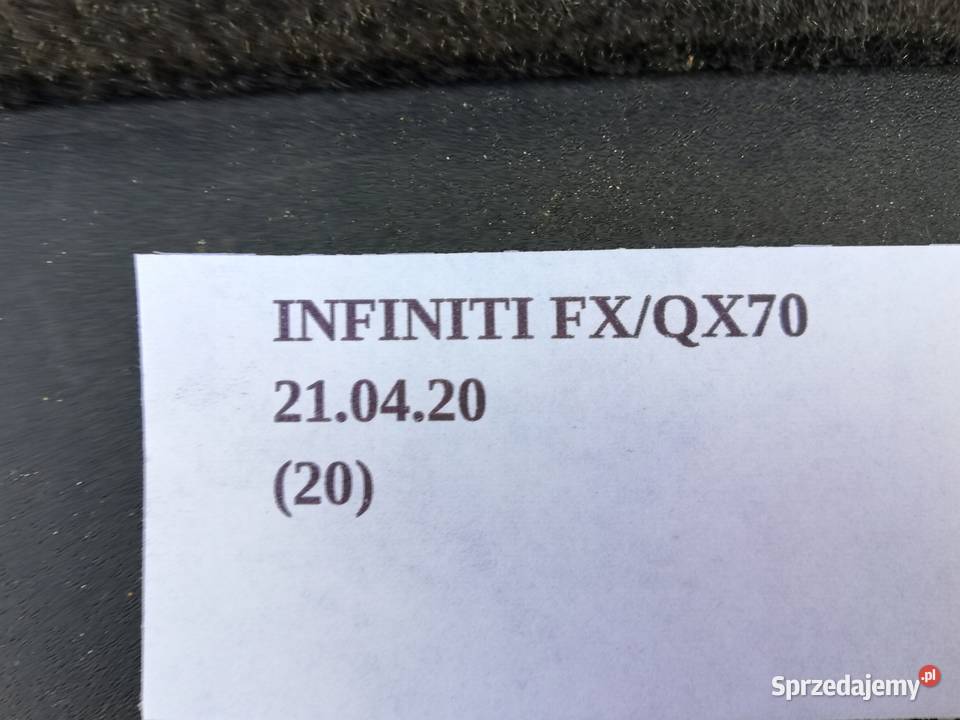 INFINITI FX/QX70
21.04.20
(20)
Sprzedajemy.pl